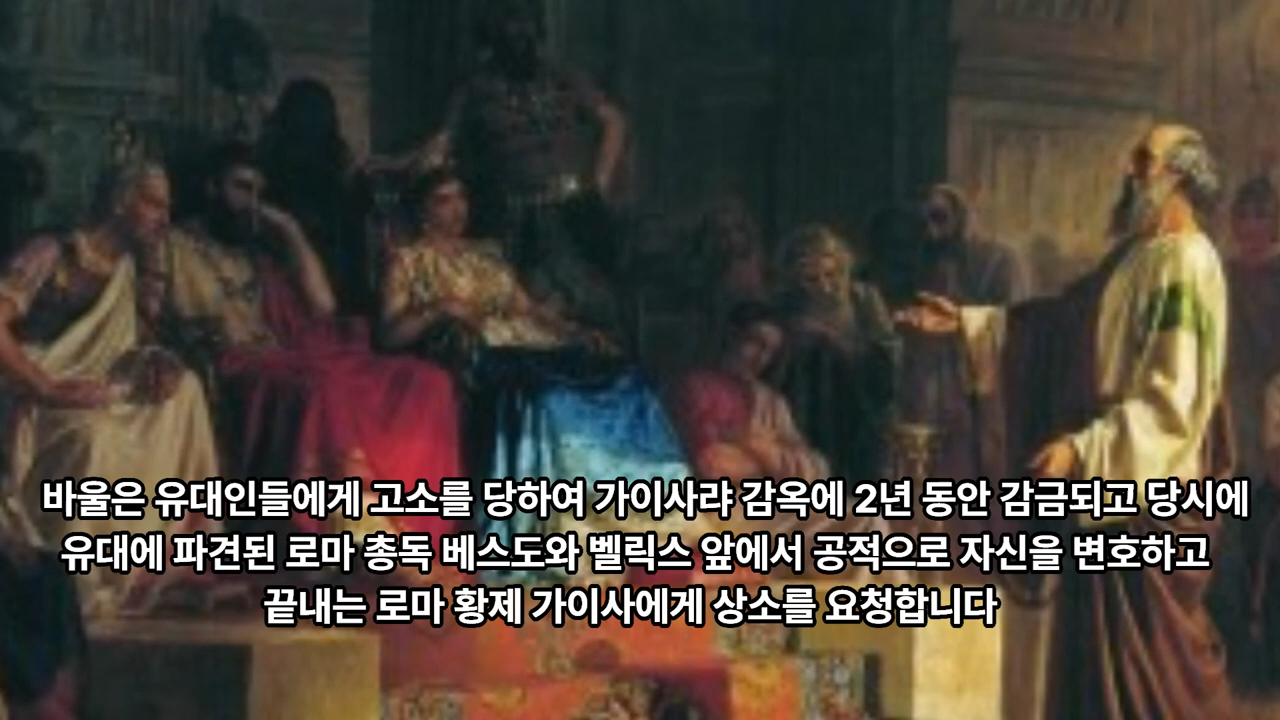 바울은 유대인들에게 고소를 당하여 가이사랴 감옥에 2년 동안 감금되고 당시에
유대에 파견된 로마 총독 베스도와 벨릭스 앞에서 공적으로 자신을 변호하고
끝내는 로마 황제 가이사에게 상소를 요청합니다